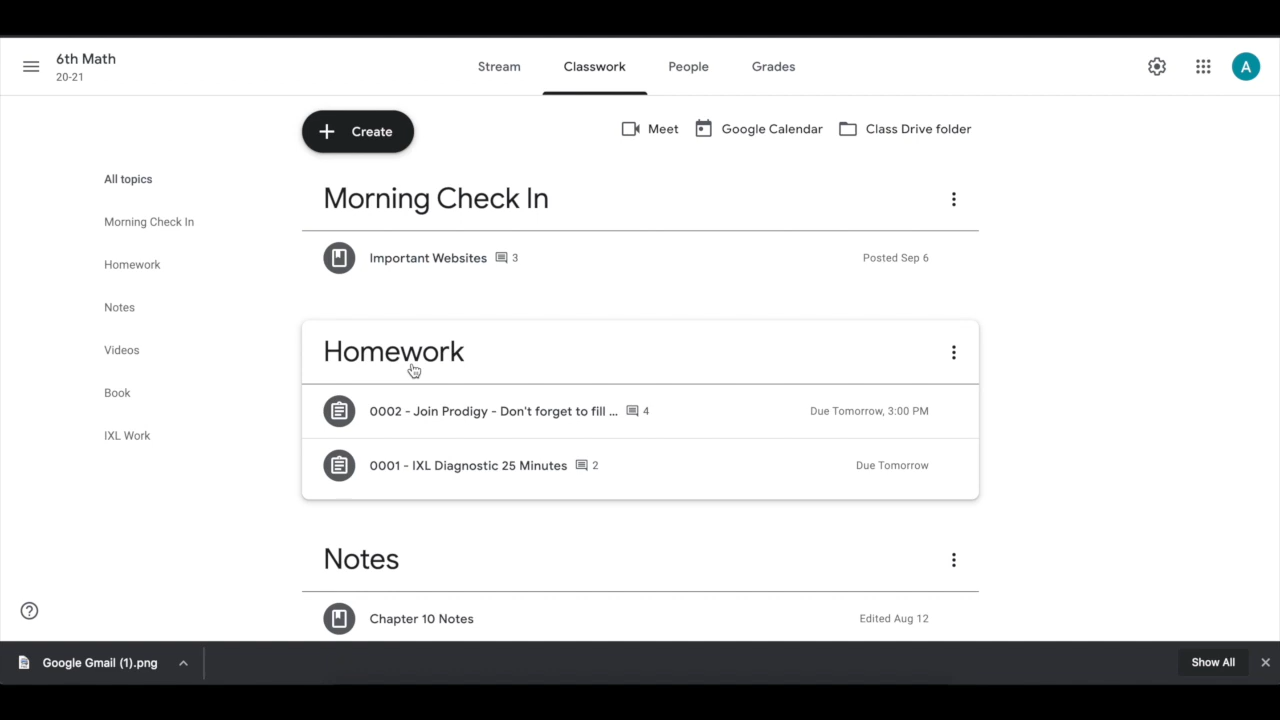 6th Math
20-21
Stream Classwork People Grades
A
Create
Meet Google Calendar Class Drive folder
All topics
Morning Check In
Homework
Notes
Videos
Book
IXL Work
Morning Check In
Important Websites 3 Posted Sep 6
Homework
0002 - Join Prodigy - Don't forget to fill ... 4 Due Tomorrow, 3:00 PM
0001 - IXL Diagnostic 25 Minutes 2 Due Tomorrow
Notes
Chapter 10 Notes Edited Aug 12
Google Gmail (1).png Show All